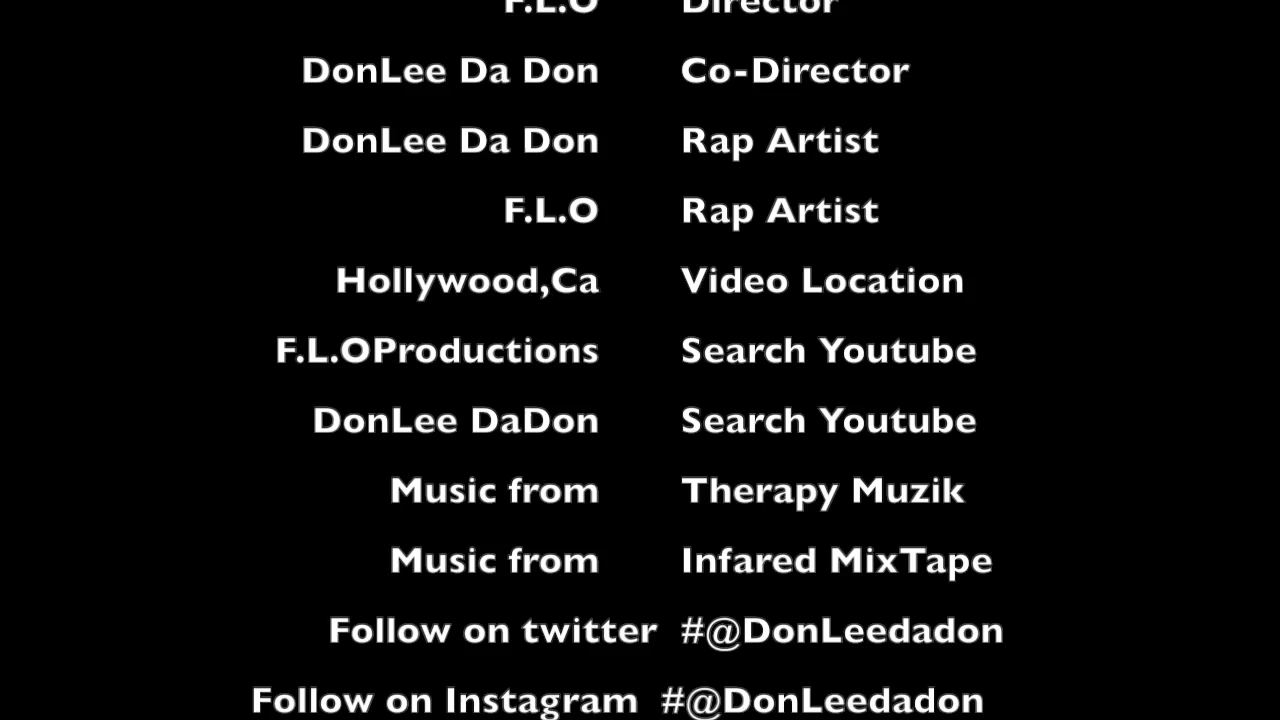 F.L.O Director
DonLee Da Don Co-Director
DonLee Da Don Rap Artist
F.L.O Rap Artist
Hollywood,Ca Video Location
F.L.OProductions Search Youtube
DonLee DaDon Search Youtube
Music from Therapy Muzik
Music from Infared MixTape
Follow on twitter #@DonLeedadon
Follow on Instagram #@DonLeedadon